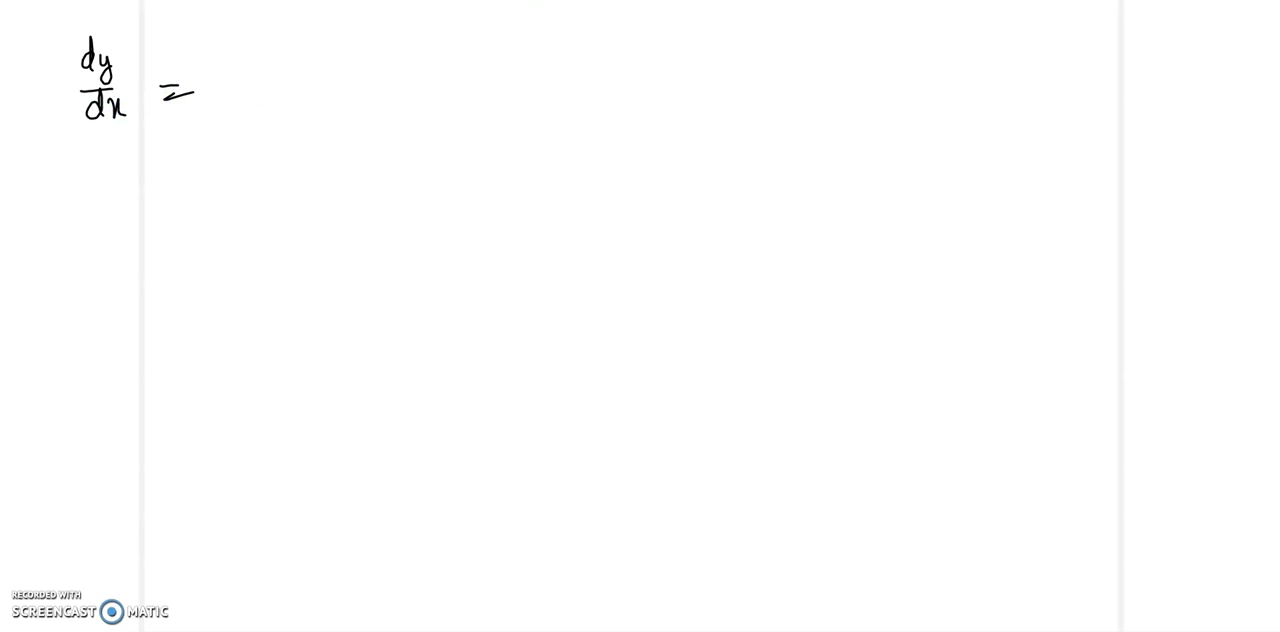 dy/dx =
RECORDED WITH
SCREENCAST MATIC